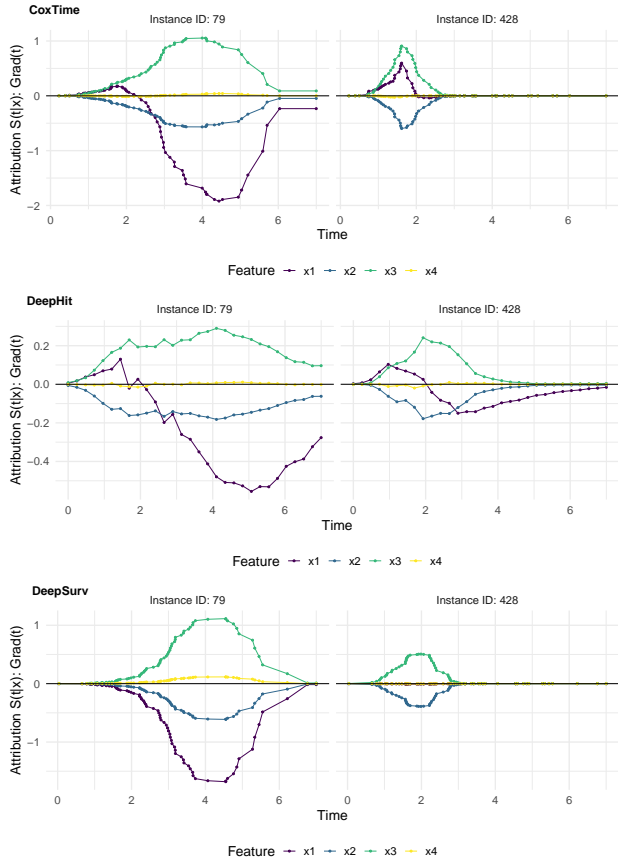 CoxTime
Instance ID: 79
Instance ID: 428
Attribution S(t|x): Grad(t)
1
0
−1
−2
0 2 4 6
0 2 4 6
Time
Feature x1 x2 x3 x4
DeepHit
Instance ID: 79
Instance ID: 428
Attribution S(t|x): Grad(t)
0.2
0.0
−0.2
−0.4
0 2 4 6
0 2 4 6
Time
Feature x1 x2 x3 x4
DeepSurv
Instance ID: 79
Instance ID: 428
Attribution S(t|x): Grad(t)
1
0
−1
0 2 4 6
0 2 4 6
Time
Feature x1 x2 x3 x4